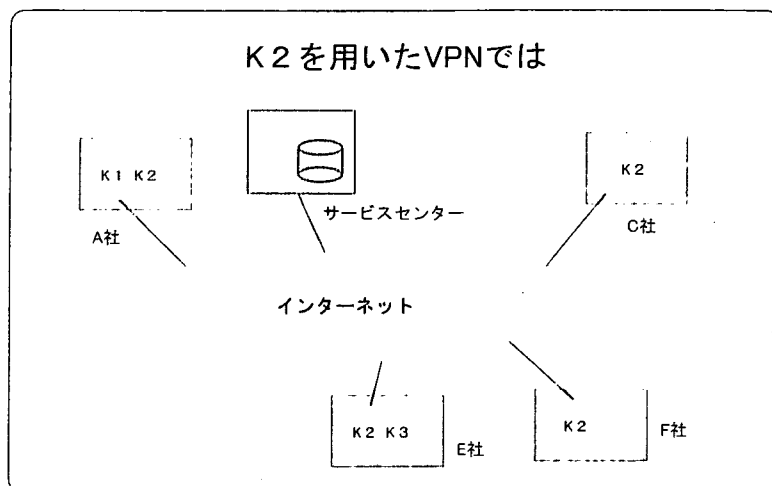 K2を用いたVPNでは
K1 K2
A社
サービスセンター
K2
C社
インターネット
K2 K3
E社
K2
F社